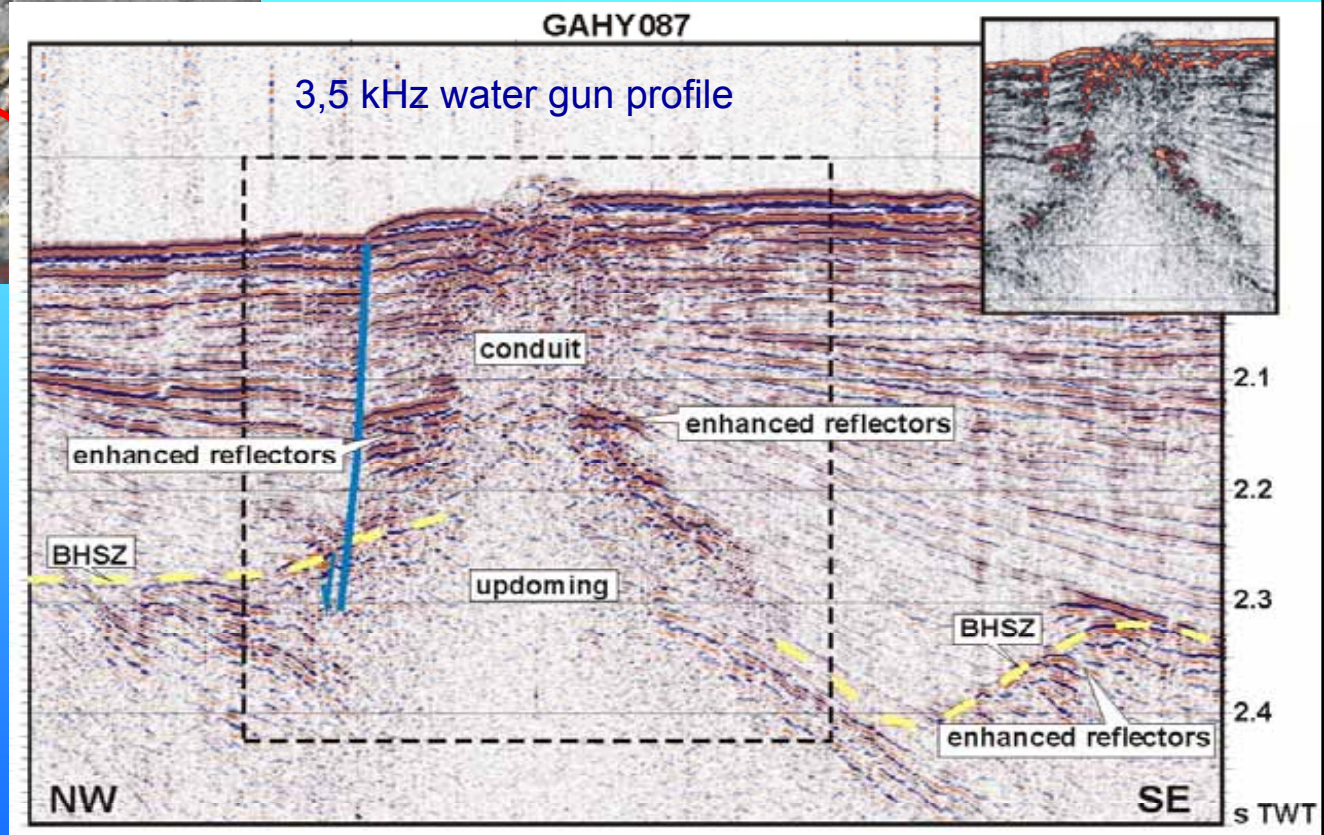 GAHY087
3,5 kHz water gun profile
conduit
2.1
enhanced reflectors
enhanced reflectors
2.2
BHSZ
updoming
2.3
BHSZ
2.4
enhanced reflectors
NW
SE
s TWT